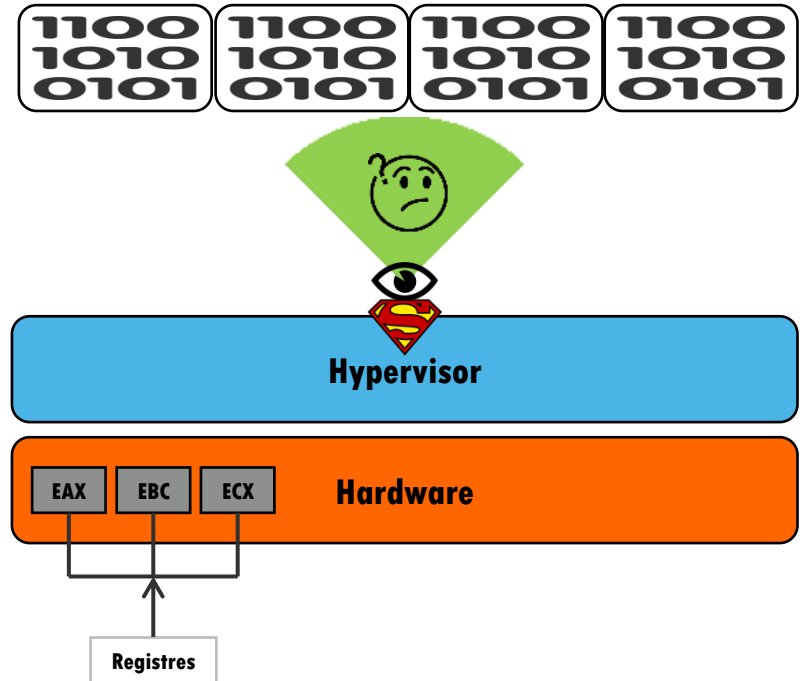 1100 1100 1100 1100
1010 1010 1010 1010
0101 0101 0101 0101
?
S
Hypervisor
EAX EBC ECX Hardware
Registres